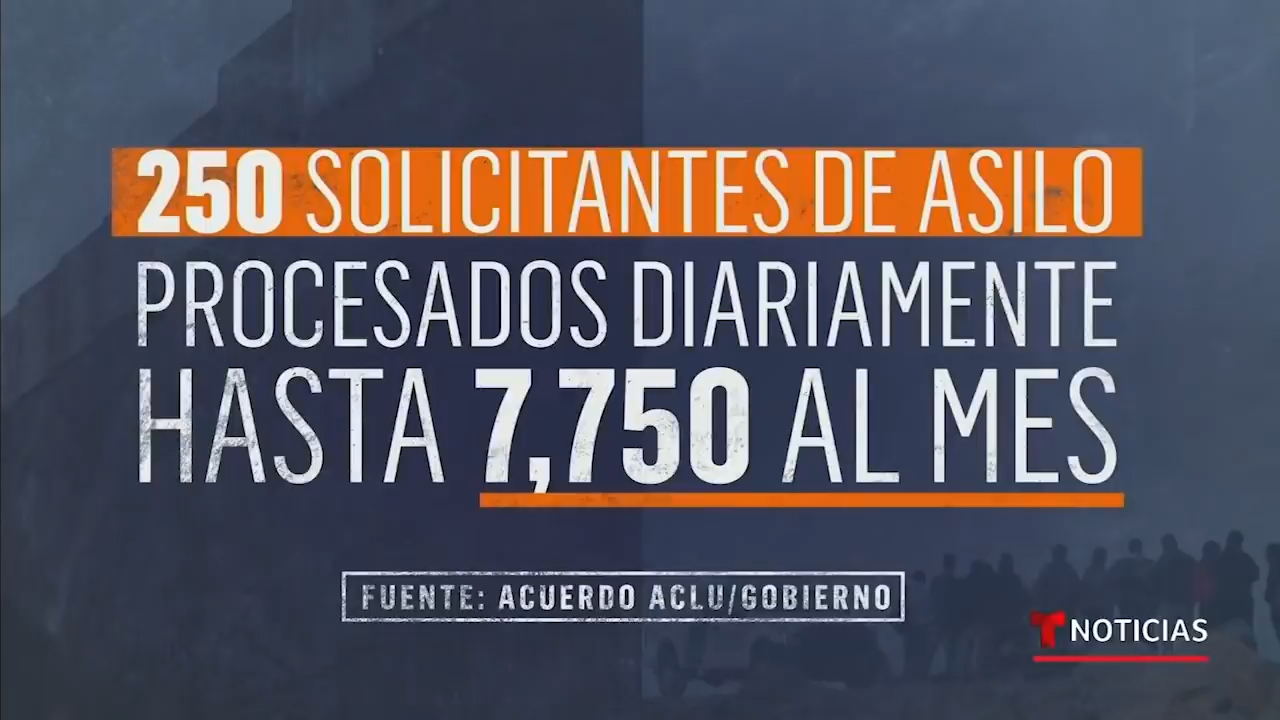 250 SOLICITANTES DE ASILO
PROCESADOS DIARIAMENTE
HASTA 7,750 AL MES
FUENTE: ACUERDO ACLU/GOBIERNO
NOTICIAS